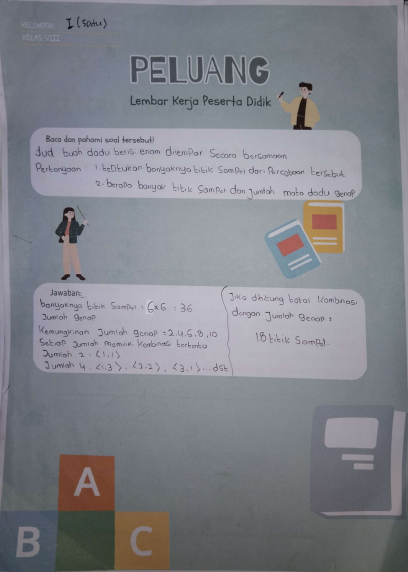 KELOMPOK I (Satu)
KELAS VIII
PELUANG
Lembar Kerja Peserta Didik
Baca dan pahami soal tersebut!
dua buah dadu berisi enam dilempar Secara bersamaan
Pertanyaan : 1. tentukan banyaknya titik Sampel dari Percobaan tersebut.
2. berapa banyak titik Sampel dan Jumlah mata dadu genap
Jawaban:
banyaknya titik Sampel = 6x6 = 36
Jumlah genap
Kemungkinan Jumlah genap = 2,4,6,8,10
Setiap Jumlah memiliki Kombinasi tertentu
Jumlah 2 : (1,1)
Jumlah 4 : (1,3), (2,2), (3,1)...dst
Jika dihitung total Kombinasi
dengan Jumlah genap =
18 titik Sampel.
A
B
C